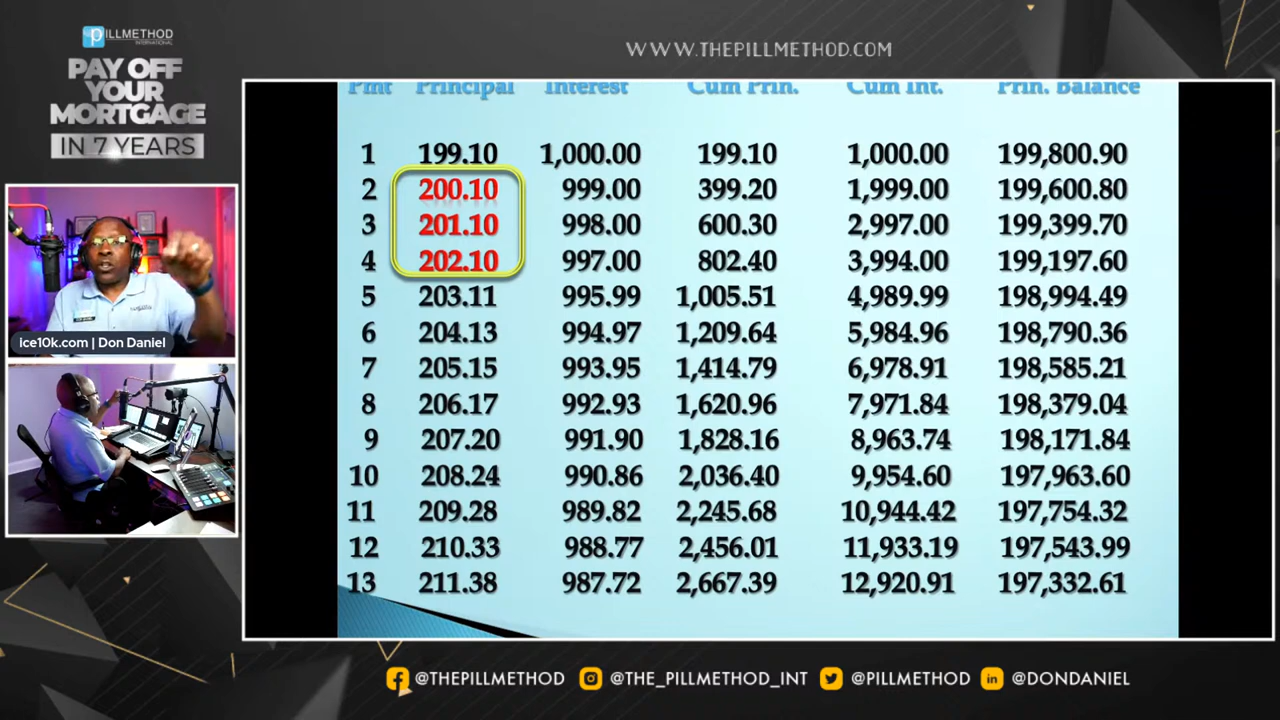 PILLMETHOD
INTERNATIONAL
PAY OFF
YOUR
MORTGAGE
IN 7 YEARS
WWW.THEPILLMETHOD.COM
Pmt Principal Interest Cum Prin. Cum Int. Prin. Balance
1 199.10 1,000.00 199.10 1,000.00 199,800.90
2 200.10 999.00 399.20 1,999.00 199,600.80
3 201.10 998.00 600.30 2,997.00 199,399.70
4 202.10 997.00 802.40 3,994.00 199,197.60
5 203.11 995.99 1,005.51 4,989.99 198,994.49
6 204.13 994.97 1,209.64 5,984.96 198,790.36
7 205.15 993.95 1,414.79 6,978.91 198,585.21
8 206.17 992.93 1,620.96 7,971.84 198,379.04
9 207.20 991.90 1,828.16 8,963.74 198,171.84
10 208.24 990.86 2,036.40 9,954.60 197,963.60
11 209.28 989.82 2,245.68 10,944.42 197,754.32
12 210.33 988.77 2,456.01 11,933.19 197,543.99
13 211.38 987.72 2,667.39 12,920.91 197,332.61
ice10k.com | Don Daniel
@THEPILLMETHOD @THE_PILLMETHOD_INT @PILLMETHOD @DONDANIEL